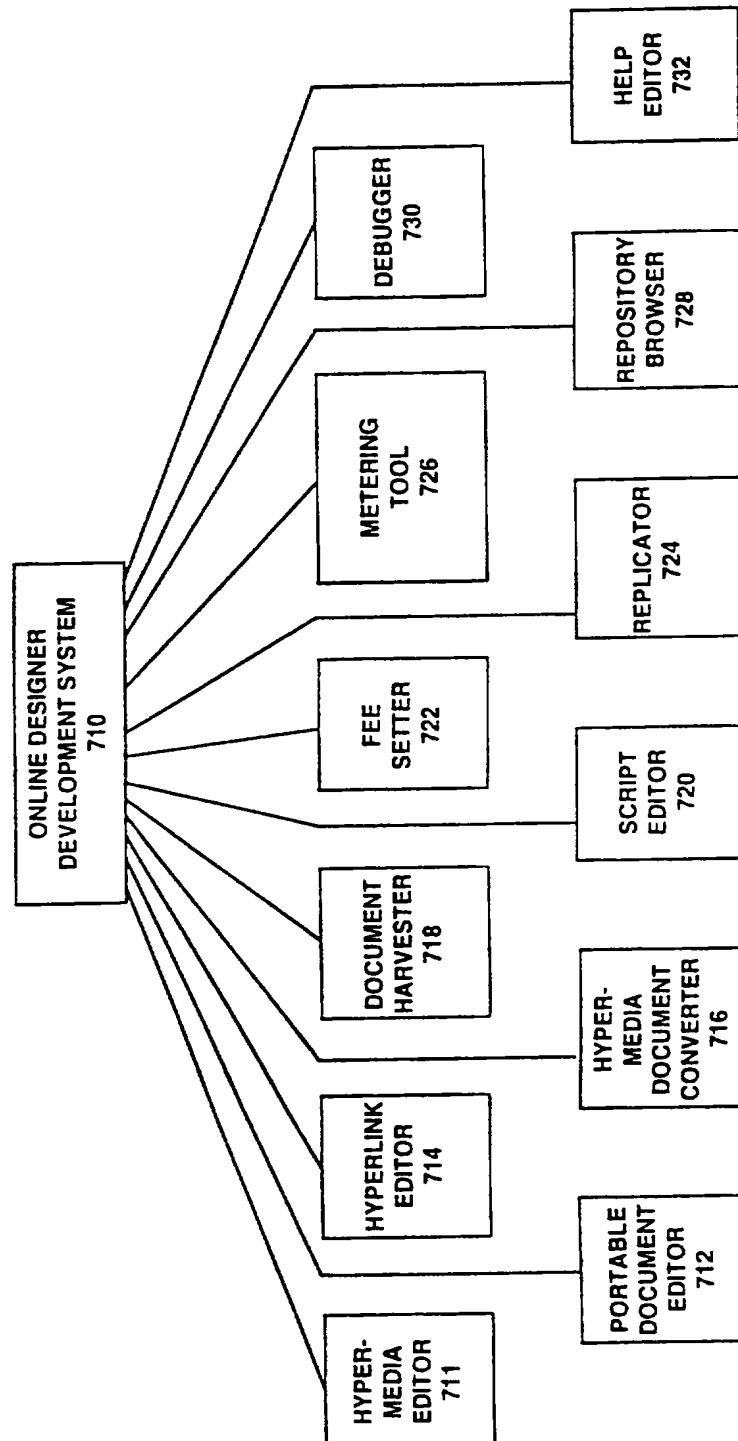 ONLINE DESIGNER
DEVELOPMENT SYSTEM
710
HYPER-
MEDIA
EDITOR
711
HYPERLINK
EDITOR
714
DOCUMENT
HARVESTER
718
FEE
SETTER
722
METERING
TOOL
726
DEBUGGER
730
PORTABLE
DOCUMENT
EDITOR
712
HYPER-
MEDIA
DOCUMENT
CONVERTER
716
SCRIPT
EDITOR
720
REPLICATOR
724
REPOSITORY
BROWSER
728
HELP
EDITOR
732